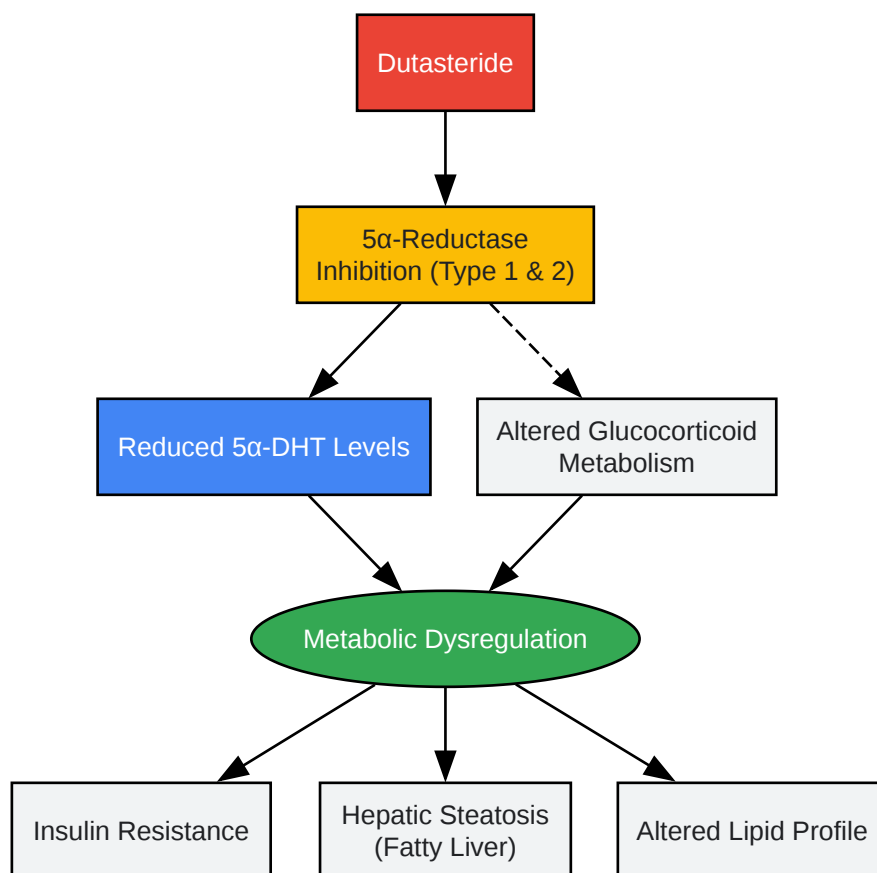 Dutasteride
5α-Reductase
Inhibition (Type 1 & 2)
Reduced 5α-DHT Levels
Altered Glucocorticoid
Metabolism
Metabolic Dysregulation
Insulin Resistance
Hepatic Steatosis
(Fatty Liver)
Altered Lipid Profile